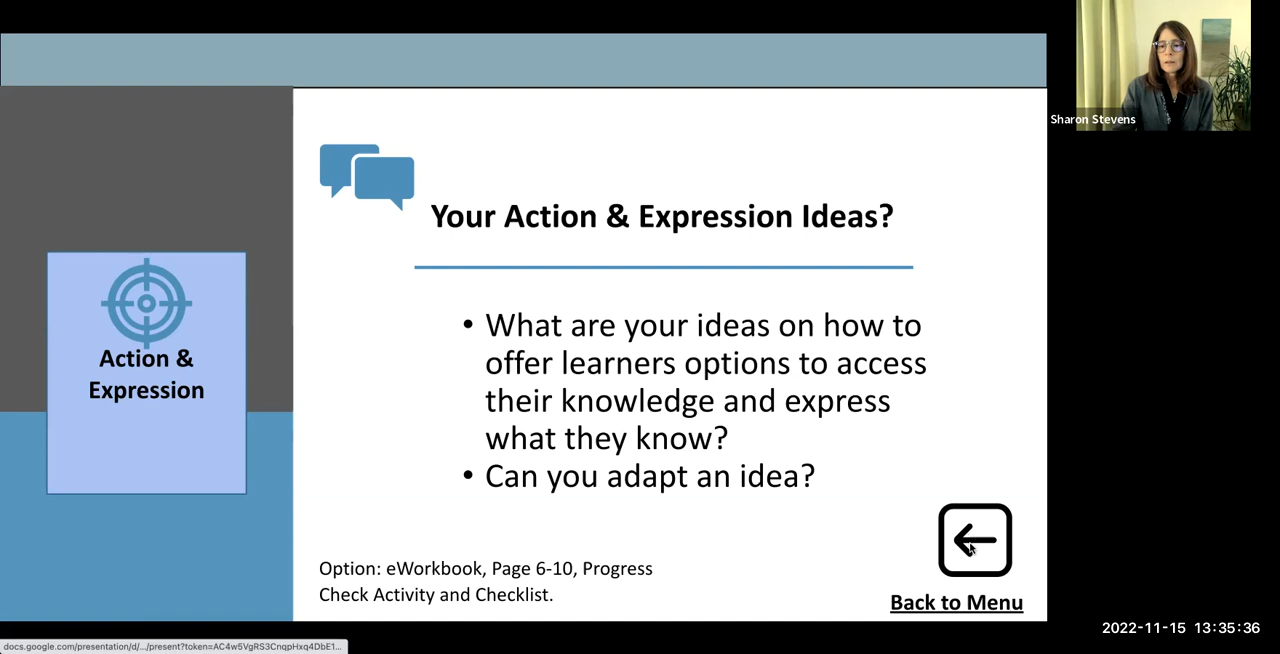 Sharon Stevens
Your Action & Expression Ideas?
Action &
Expression
• What are your ideas on how to
offer learners options to access
their knowledge and express
what they know?
• Can you adapt an idea?
Option: eWorkbook, Page 6-10, Progress
Check Activity and Checklist.
Back to Menu
2022-11-15 13:35:36
docs.google.com/presentation/d/.../present?token=AC4w5VgRS3CnqpHxq4DbE1...